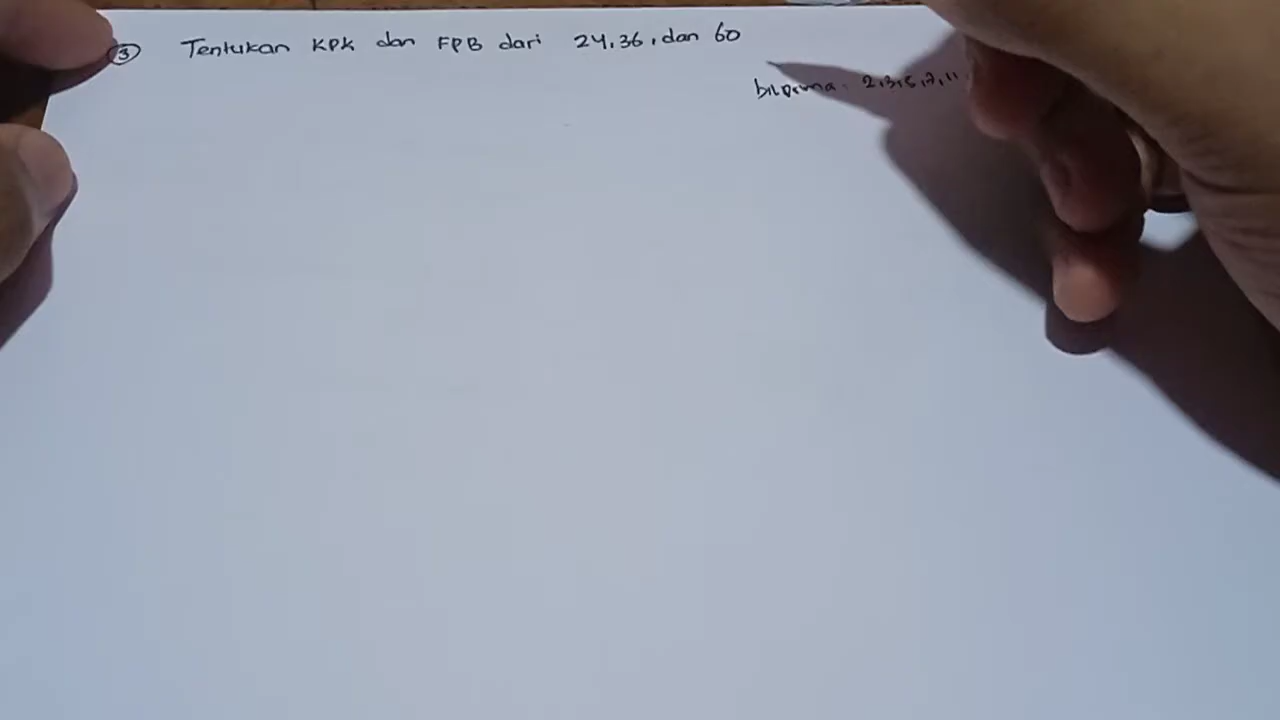 ③ Tentukan KPK dan FPB dari 24, 36, dan 60
bil prima : 2,3,5,7,11